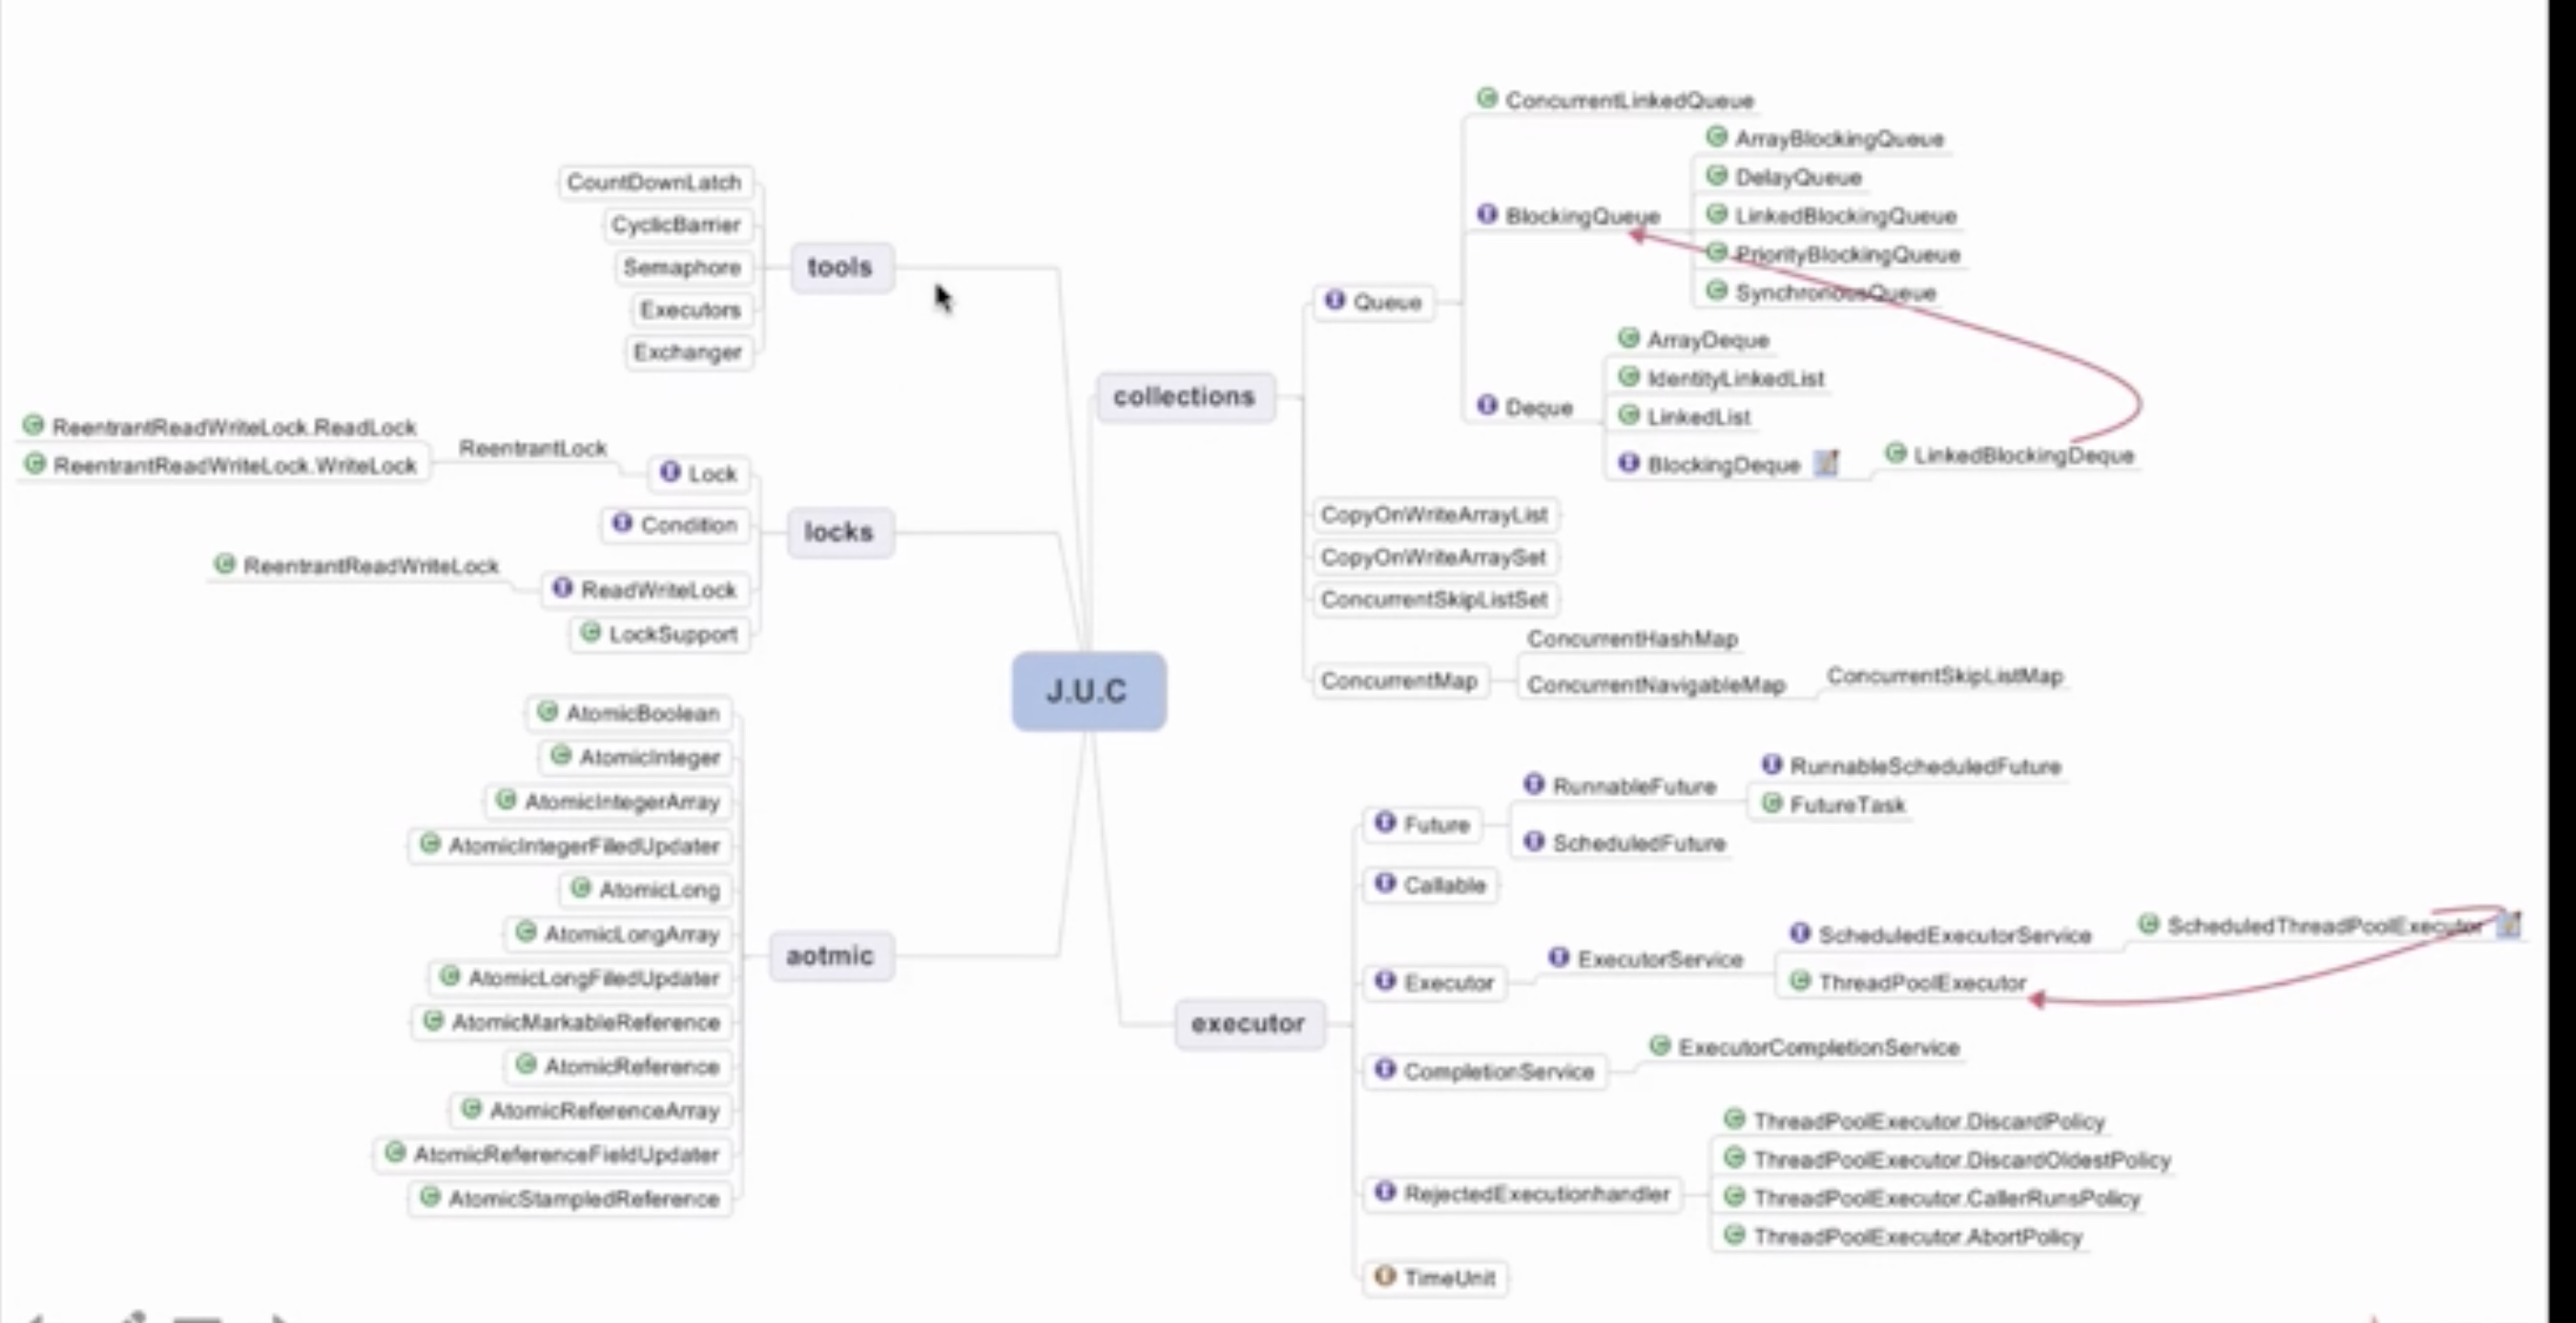 CountDownLatch
CyclicBarrier
Semaphore
Executors
Exchanger
tools
ReentrantReadWriteLock.ReadLock
ReentrantReadWriteLock.WriteLock
ReentrantLock
Lock
Condition
ReentrantReadWriteLock
ReadWriteLock
LockSupport
locks
J.U.C
AtomicBoolean
AtomicInteger
AtomicIntegerArray
AtomicIntegerFilledUpdater
AtomicLong
AtomicLongArray
AtomicLongFilledUpdater
AtomicMarkableReference
AtomicReference
AtomicReferenceArray
AtomicReferenceFieldUpdater
AtomicStampledReference
aotmic
collections
Queue
ConcurrentLinkedQueue
BlockingQueue
ArrayBlockingQueue
DelayQueue
LinkedBlockingQueue
PriorityBlockingQueue
SynchronousQueue
Deque
ArrayDeque
IdentityLinkedList
LinkedList
BlockingDeque
LinkedBlockingDeque
CopyOnWriteArrayList
CopyOnWriteArraySet
ConcurrentSkipListSet
ConcurrentMap
ConcurrentHashMap
ConcurrentNavigableMap
ConcurrentSkipListMap
executor
Future
RunnableFuture
RunnableScheduledFuture
FutureTask
ScheduledFuture
Callable
Executor
ExecutorService
ScheduledExecutorService
ScheduledThreadPoolExecutor
ThreadPoolExecutor
CompletionService
ExecutorCompletionService
RejectedExecutionhandler
ThreadPoolExecutor.DiscardPolicy
ThreadPoolExecutor.DiscardOldestPolicy
ThreadPoolExecutor.CallerRunsPolicy
ThreadPoolExecutor.AbortPolicy
TimeUnit